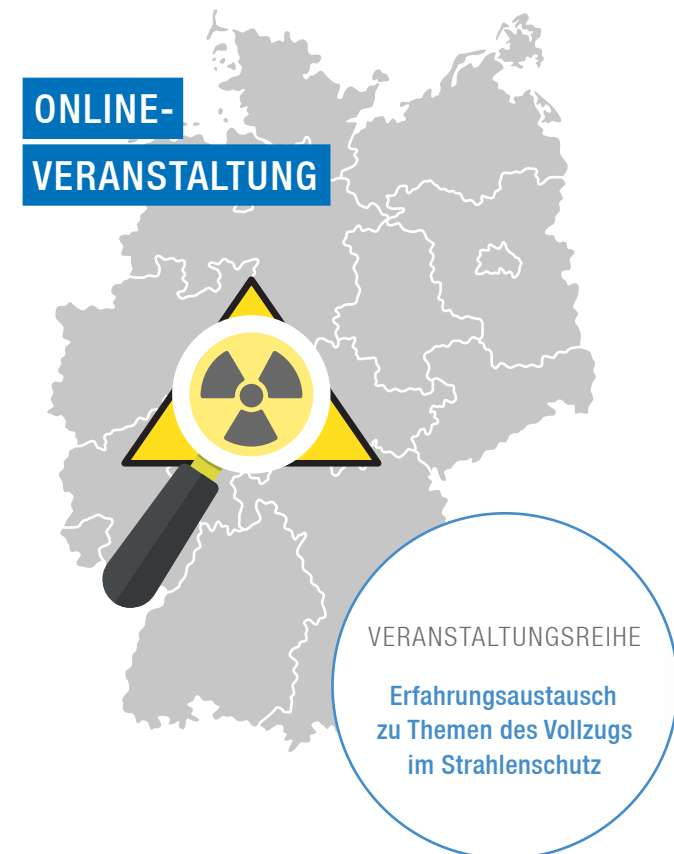 ONLINE-
VERANSTALTUNG
VERANSTALTUNGSREIHE
Erfahrungsaustausch
zu Themen des Vollzugs
im Strahlenschutz